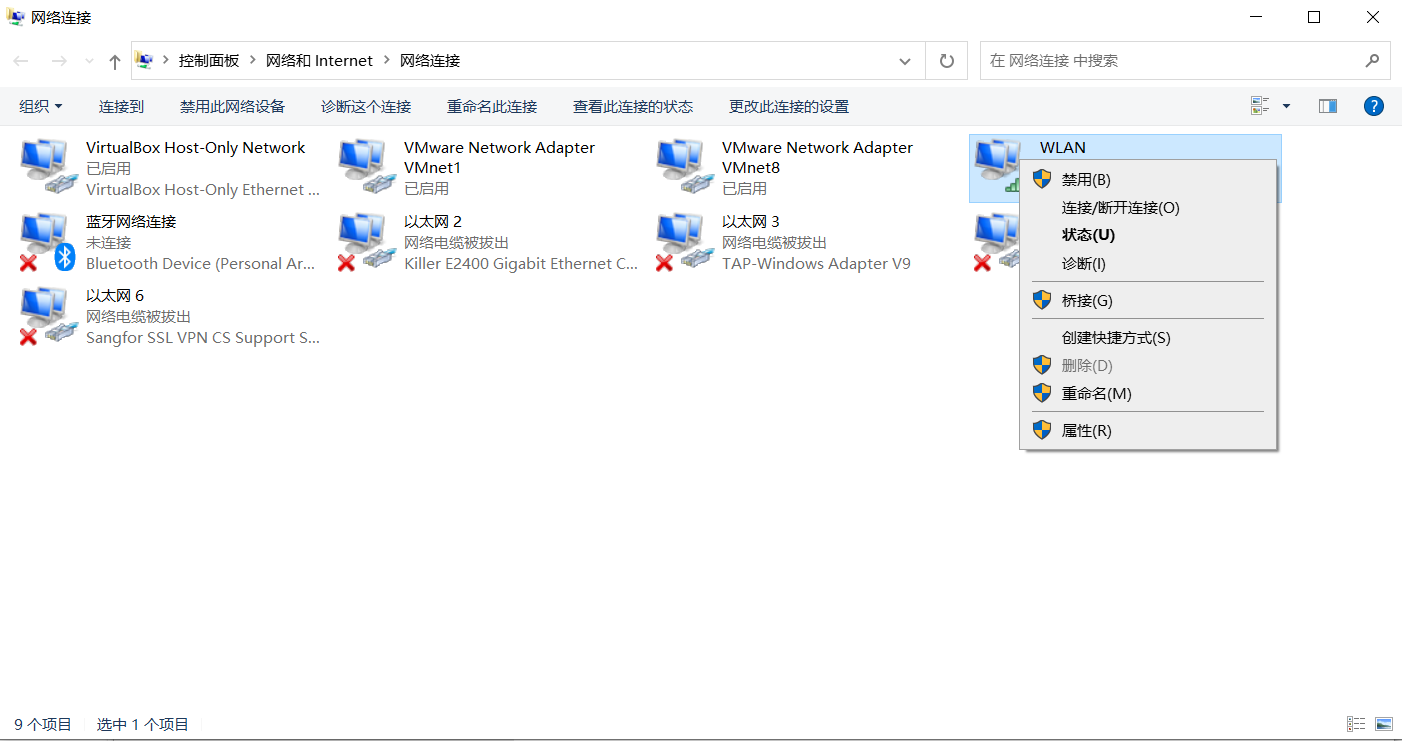 网络连接
控制面板 网络和 Internet 网络连接
在 网络连接 中搜索
组织 连接到 禁用此网络设备 诊断这个连接 重命名此连接 查看此连接的状态 更改此连接的设置
VirtualBox Host-Only Network
已启用
VirtualBox Host-Only Ethernet ...
VMware Network Adapter
VMnet1
已启用
VMware Network Adapter
VMnet8
已启用
WLAN
蓝牙网络连接
未连接
Bluetooth Device (Personal Ar...
以太网 2
网络电缆被拔出
Killer E2400 Gigabit Ethernet C...
以太网 3
网络电缆被拔出
TAP-Windows Adapter V9
以太网 6
网络电缆被拔出
Sangfor SSL VPN CS Support S...
禁用(B)
连接/断开连接(O)
状态(U)
诊断(I)
桥接(G)
创建快捷方式(S)
删除(D)
重命名(M)
属性(R)
9 个项目 选中 1 个项目